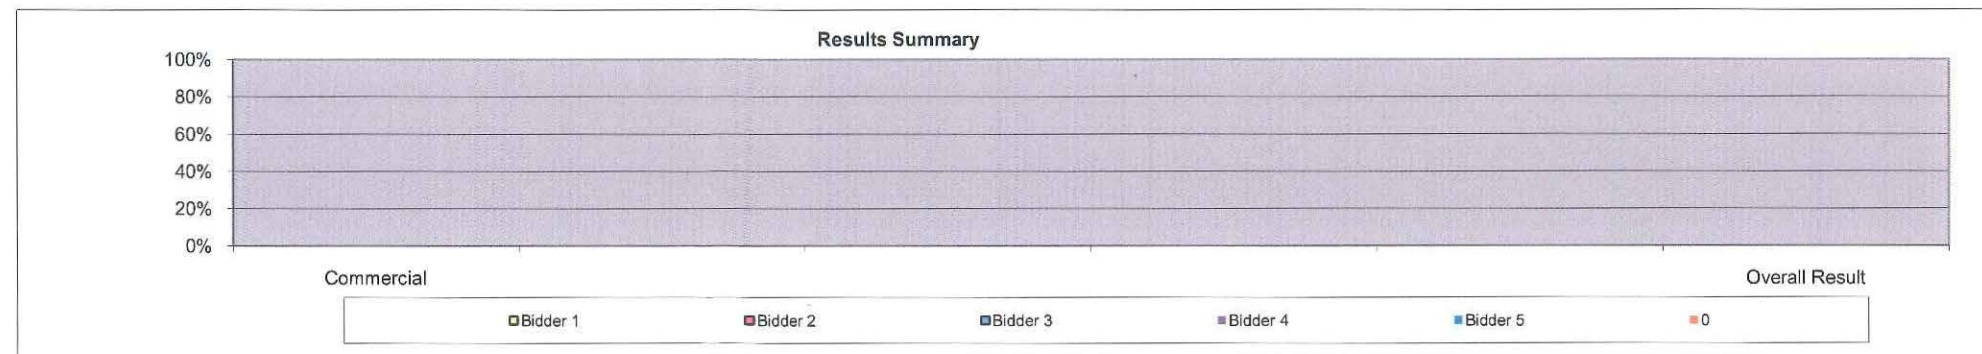 Results Summary
100%
80%
60%
40%
20%
0%
Commercial Overall Result
Bidder 1 Bidder 2 Bidder 3 Bidder 4 Bidder 5 0